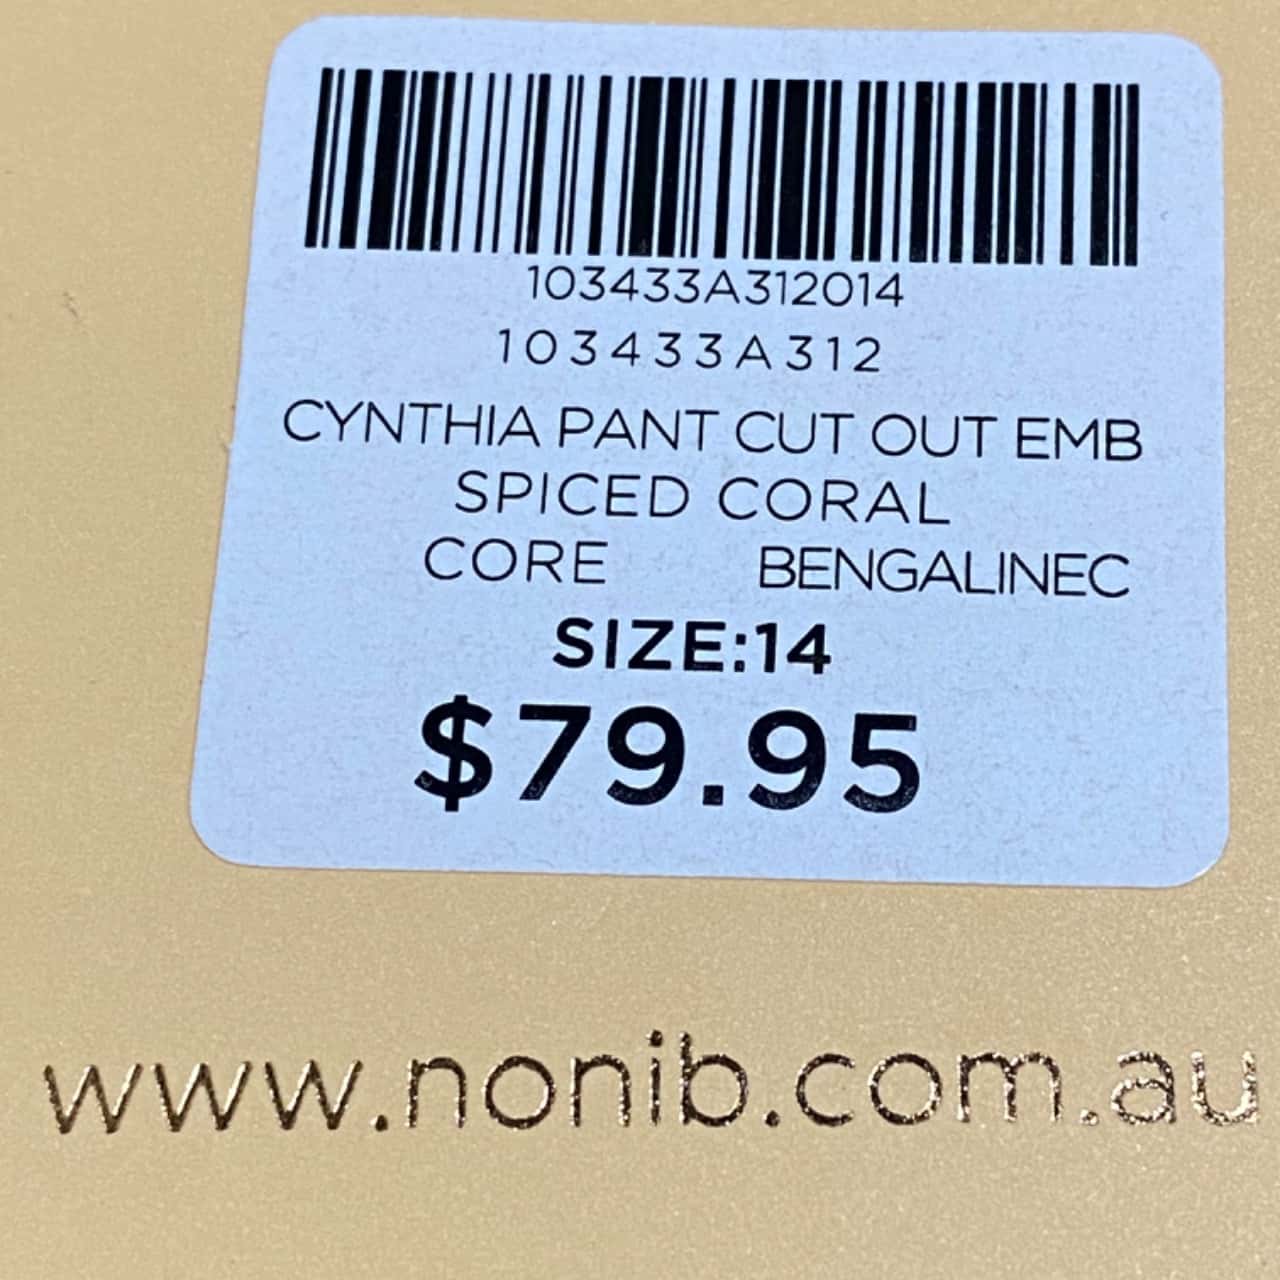 103433A312014
103433A312
CYNTHIA PANT CUT OUT EMB
SPICED CORAL
CORE BENGALINEC
SIZE:14
$79.95
www.nonib.com.au